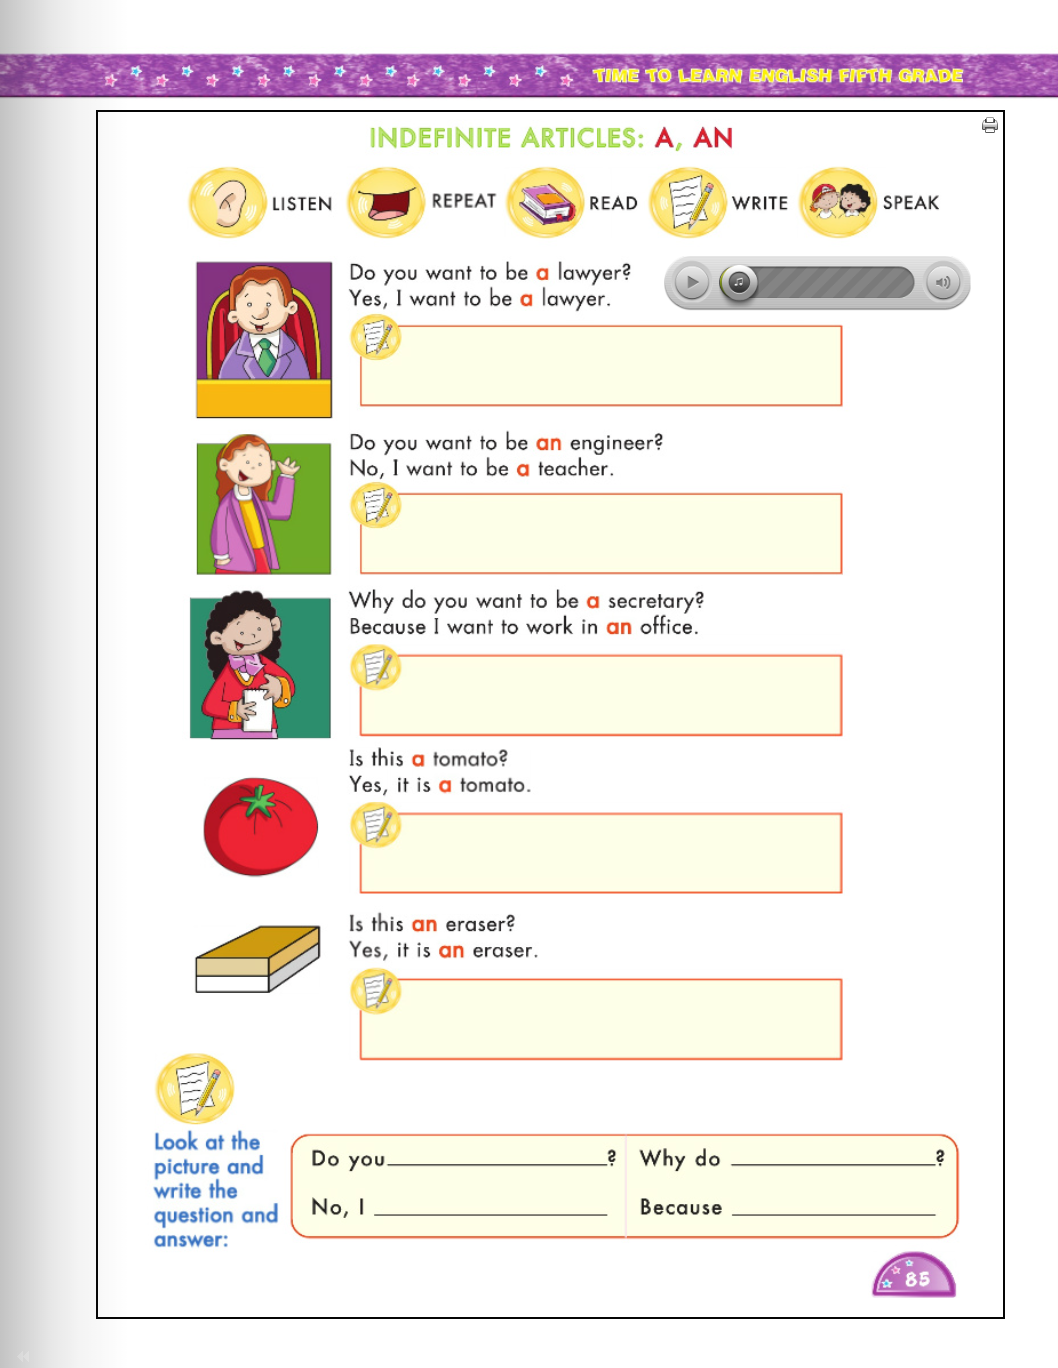 TIME TO LEARN ENGLISH FIFTH GRADE
INDEFINITE ARTICLES: A, AN
LISTEN REPEAT READ WRITE SPEAK
Do you want to be a lawyer?
Yes, I want to be a lawyer.
Do you want to be an engineer?
No, I want to be a teacher.
Why do you want to be a secretary?
Because I want to work in an office.
Is this a tomato?
Yes, it is a tomato.
Is this an eraser?
Yes, it is an eraser.
Look at the
picture and
write the
question and
answer:
Do you____________________?
No, I ____________________
Why do ____________________?
Because ____________________
85